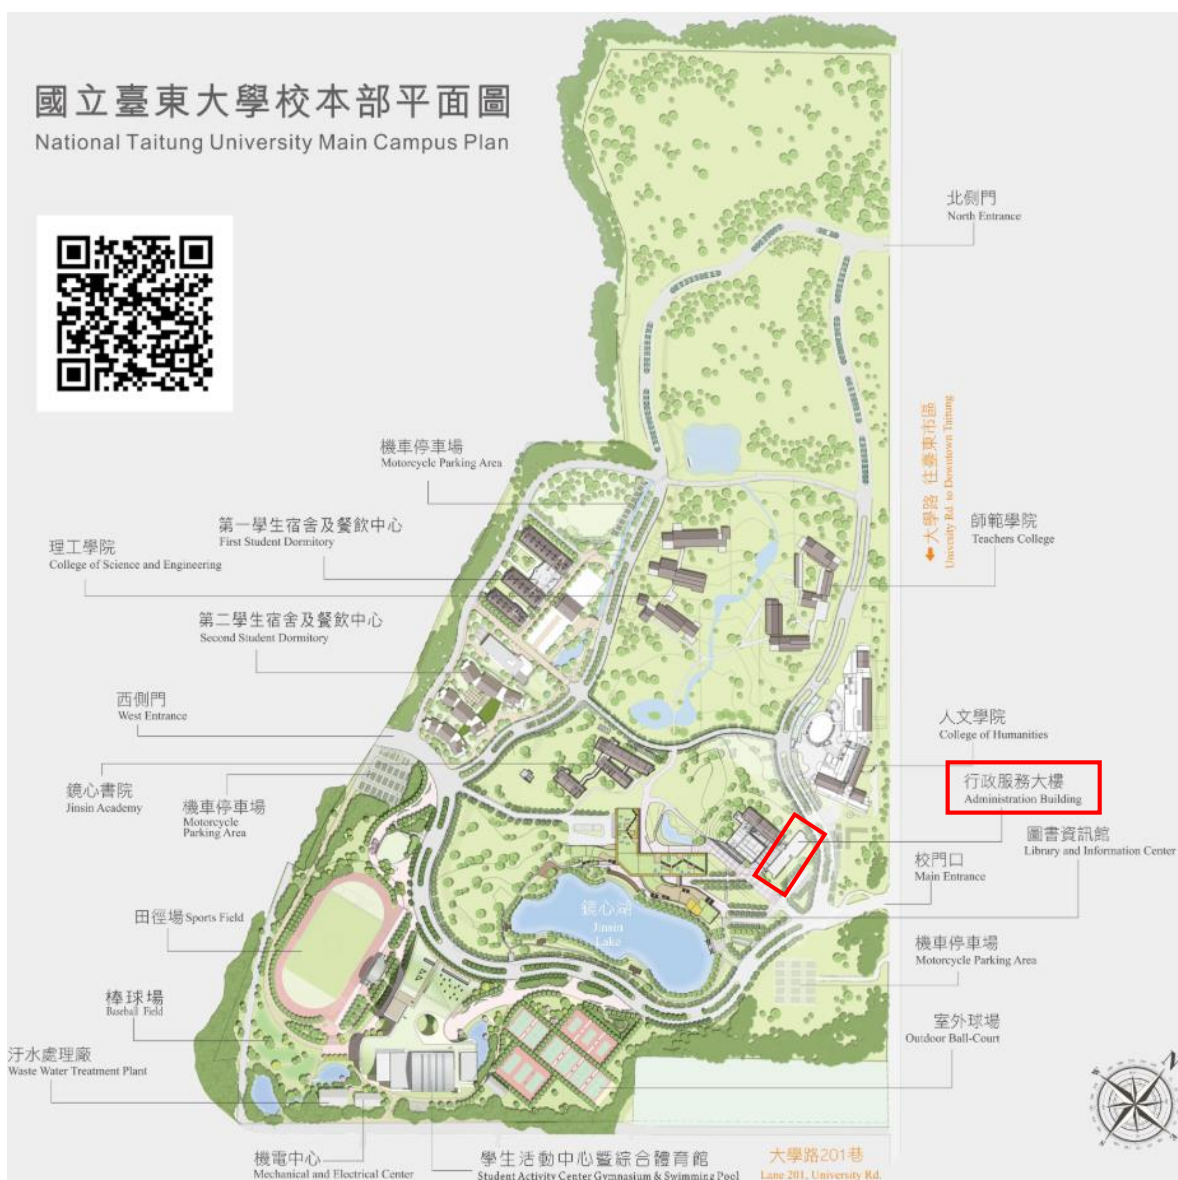 國立臺東大學校本部平面圖
National Taitung University Main Campus Plan
北側門
North Entrance
大學路 往臺東市區
University Rd. to Downtown Taitung
機車停車場
Motorcycle Parking Area
第一學生宿舍及餐飲中心
First Student Dormitory
理工學院
College of Science and Engineering
師範學院
Teachers College
第二學生宿舍及餐飲中心
Second Student Dormitory
西側門
West Entrance
人文學院
College of Humanities
行政服務大樓
Administration Building
鏡心書院
Jinsin Academy
機車停車場
Motorcycle
Parking Area
圖書資訊館
Library and Information Center
校門口
Main Entrance
田徑場 Sports Field
鏡心湖
Jinsin
Lake
機車停車場
Motorcycle Parking Area
棒球場
Baseball Field
室外球場
Outdoor Ball-Court
汙水處理廠
Waste Water Treatment Plant
機電中心
Mechanical and Electrical Center
學生活動中心暨綜合體育館
Student Activity Center Gymnasium & Swimming Pool
大學路201巷
Lane 201, University Rd.
N
E
S
W